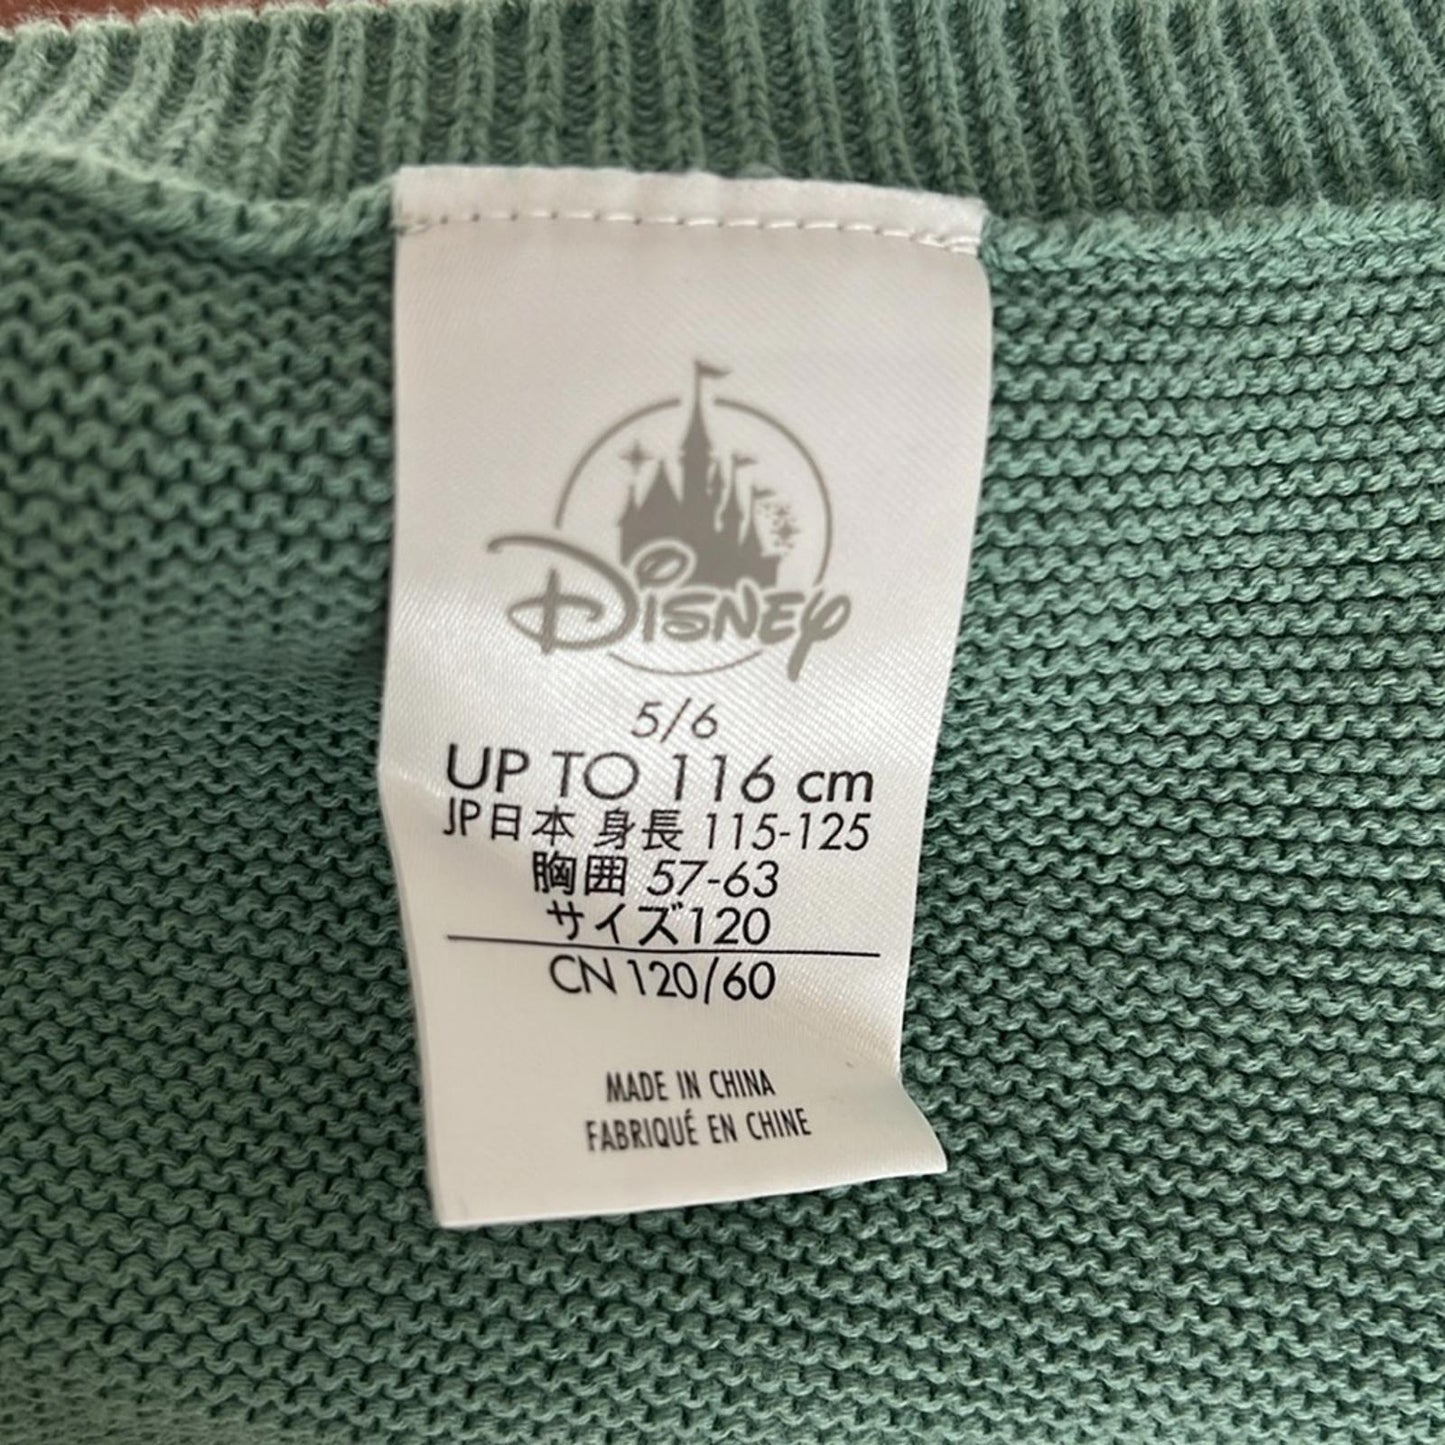 Disney
5/6
UP TO 116 cm
JP日本 身長 115-125
胸囲 57-63
サイズ120
CN 120/60
MADE IN CHINA
FABRIQUÉ EN CHINE